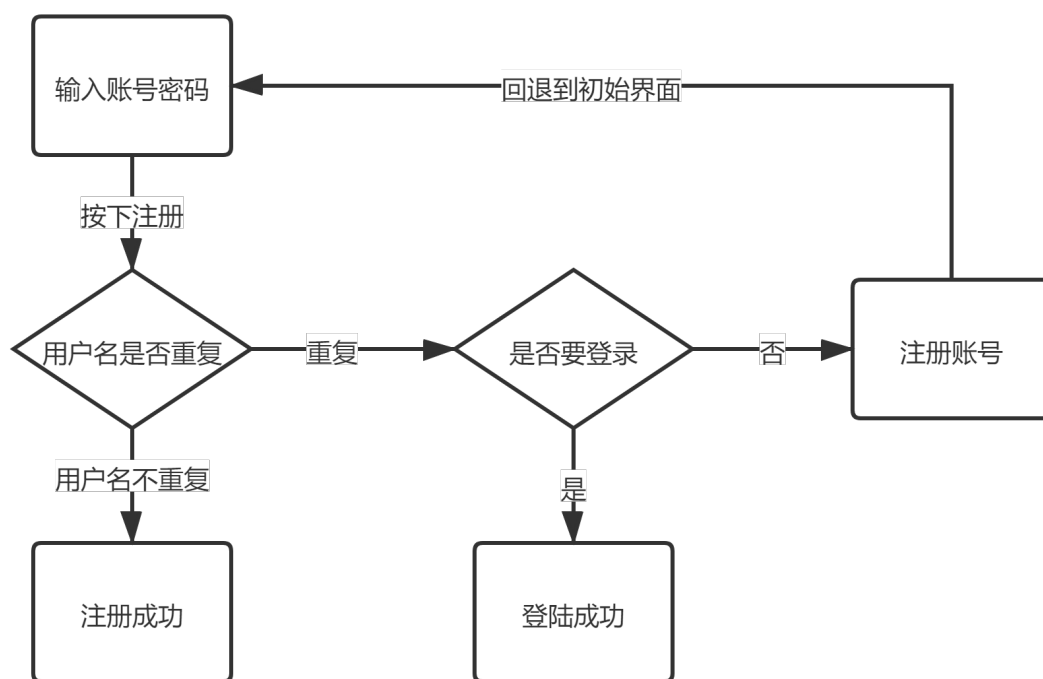 输入账号密码
回退到初始界面
按下注册
用户名是否重复
重复
是否要登录
否
注册账号
用户名不重复
是
注册成功
登陆成功